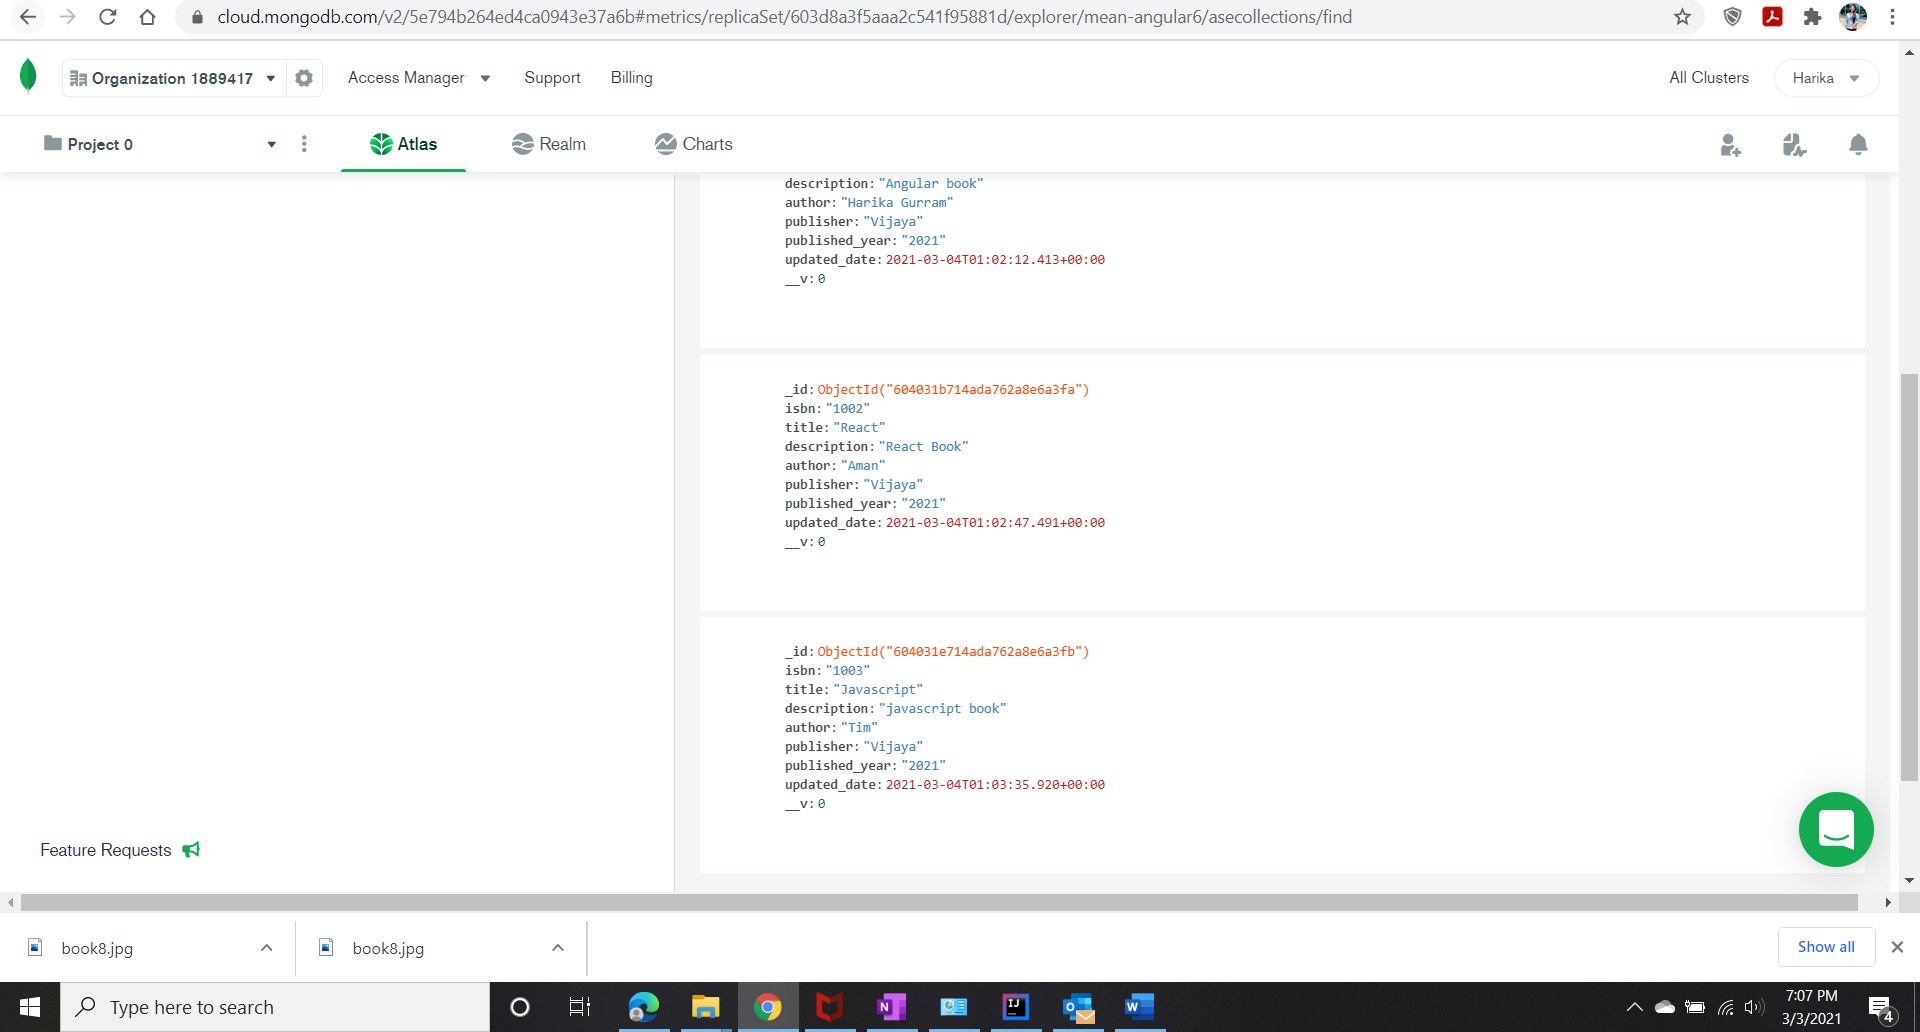 cloud.mongodb.com/v2/5e794b264ed4ca0943e37a6b#metrics/replicaSet/603d8a3f5aaa2c541f95881d/explorer/mean-angular6/asecollections/find
Organization 1889417
Access Manager
Support
Billing
All Clusters
Harika
Project 0
Atlas
Realm
Charts
description: "Angular book"
author: "Harika Gurram"
publisher: "Vijaya"
published_year: "2021"
updated_date: 2021-03-04T01:02:12.413+00:00
__v: 0
_id: ObjectId("604031b714ada762a8e6a3fa")
isbn: "1002"
title: "React"
description: "React Book"
author: "Aman"
publisher: "Vijaya"
published_year: "2021"
updated_date: 2021-03-04T01:02:47.491+00:00
__v: 0
_id: ObjectId("604031e714ada762a8e6a3fb")
isbn: "1003"
title: "Javascript"
description: "javascript book"
author: "Tim"
publisher: "Vijaya"
published_year: "2021"
updated_date: 2021-03-04T01:03:35.920+00:00
__v: 0
Feature Requests
book8.jpg
book8.jpg
Show all
Type here to search
N
IJ
O
W
7:07 PM
3/3/2021
4